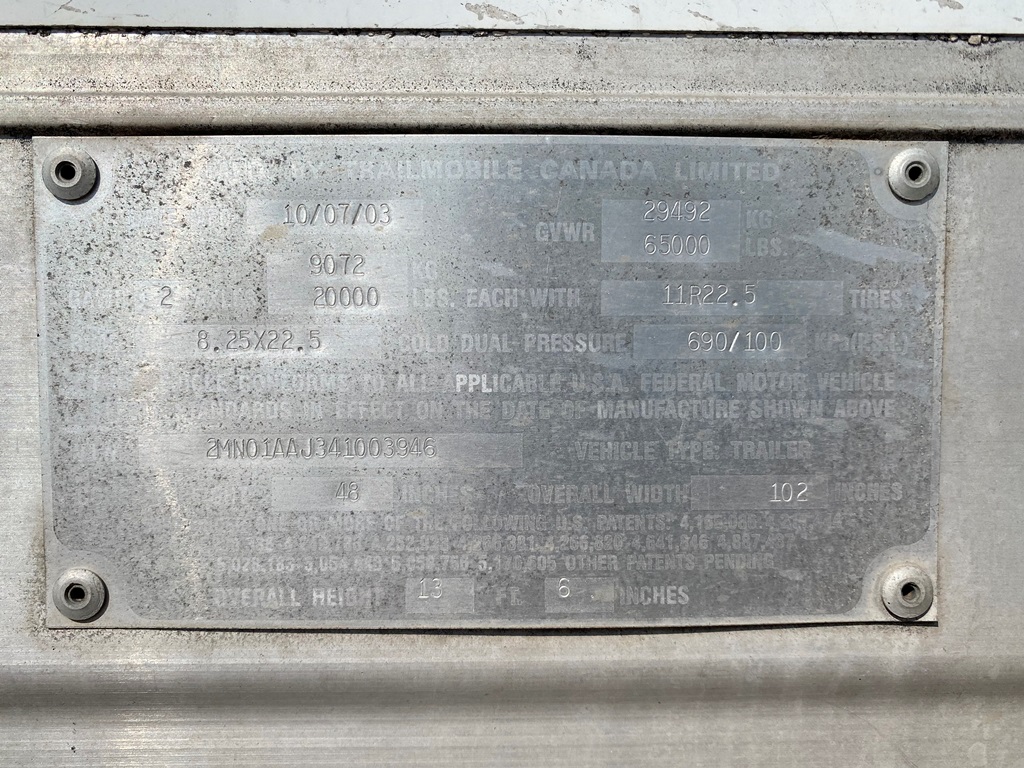 BY TRAILMOBILE CANADA LIMITED
10/07/03 GVWR 29492 KG
65000 LBS.
9072 KG
2 20000 LBS. EACH WITH 11R22.5 TIRES
8.25X22.5 COLD DUAL PRESSURE 690/100 (P.S.I.)
VEHICLE CONFORMS TO ALL APPLICABLE U.S.A. FEDERAL MOTOR VEHICLE
STANDARDS IN EFFECT ON THE DATE OF MANUFACTURE SHOWN ABOVE
2MN01AAJ341003946 VEHICLE TYPE: TRAILER
48 INCHES OVERALL WIDTH 102 INCHES
ONE OR MORE OF THE FOLLOWING U.S. PATENTS
OTHER PATENTS PENDING
OVERALL HEIGHT 13 FT. 6 INCHES